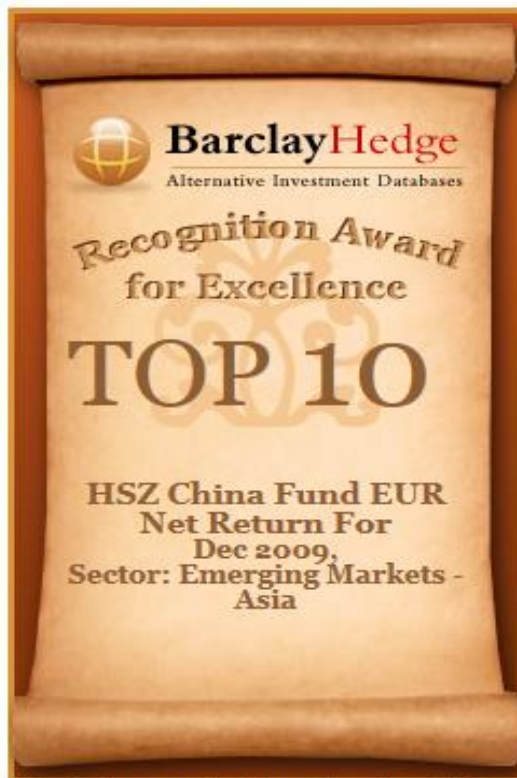 BarclayHedge
Alternative Investment Databases
Recognition Award
for Excellence
TOP 10
HSZ China Fund EUR
Net Return For
Dec 2009,
Sector: Emerging Markets -
Asia